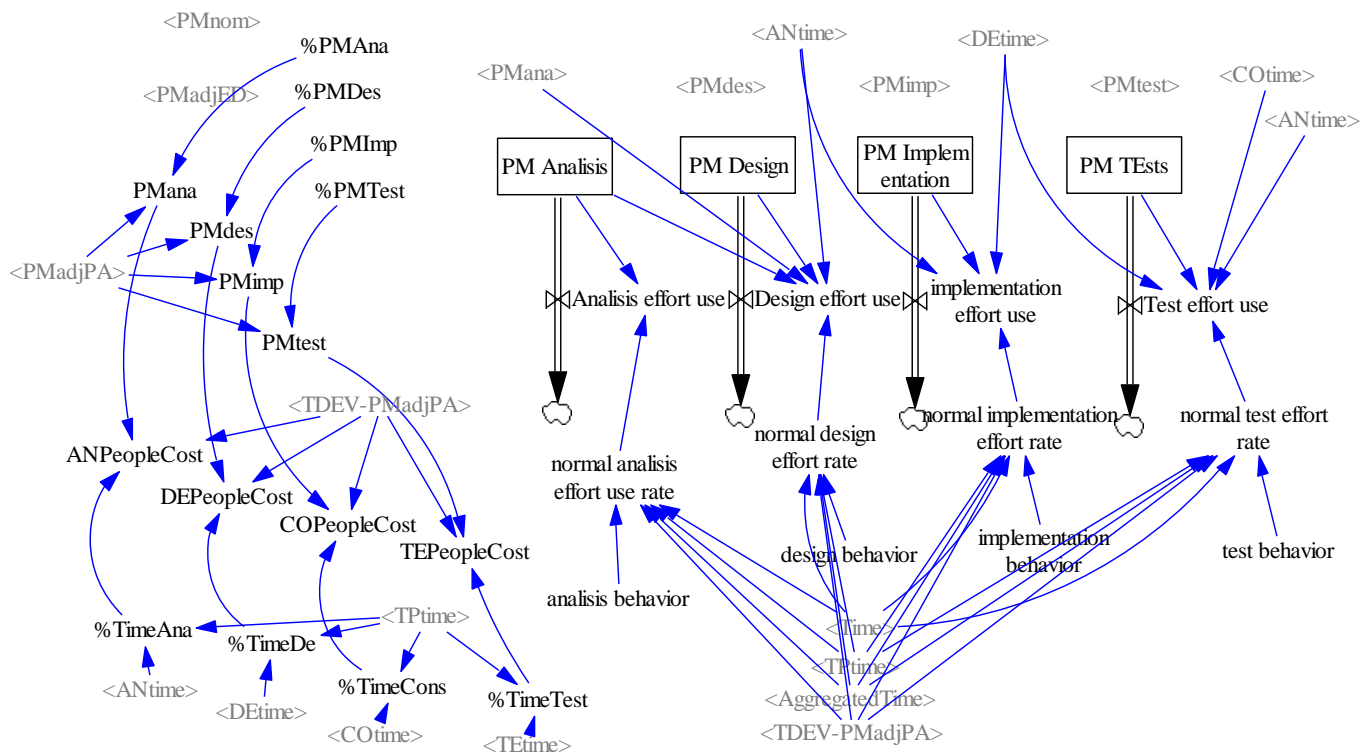 <PMnom>
%PMAna
<PMadjED>
%PMDes
%PMImp
%PMTest
PMana
PMdes
<PMadjPA>
PMimp
PMtest
<TDEV-PMadjPA>
ANPeopleCost
DEPeopleCost
COPeopleCost
TEPeopleCost
<TPtime>
%TimeAna
%TimeDe
%TimeCons
%TimeTest
<ANtime>
<DEtime>
<COtime>
<TEtime>
<ANtime>
<DEtime>
<PMana>
<PMdes>
<PMimp>
<PMtest>
<COtime>
<ANtime>
PM Analisis
PM Design
PM Implem
entation
PM TEsts
Analisis effort use
Design effort use
implementation
effort use
Test effort use
normal analisis
effort use rate
normal design
effort rate
normal implementation
effort rate
normal test effort
rate
analisis behavior
design behavior
implementation
behavior
test behavior
<Time>
<TPtime>
<AggregatedTime>
<TDEV-PMadjPA>